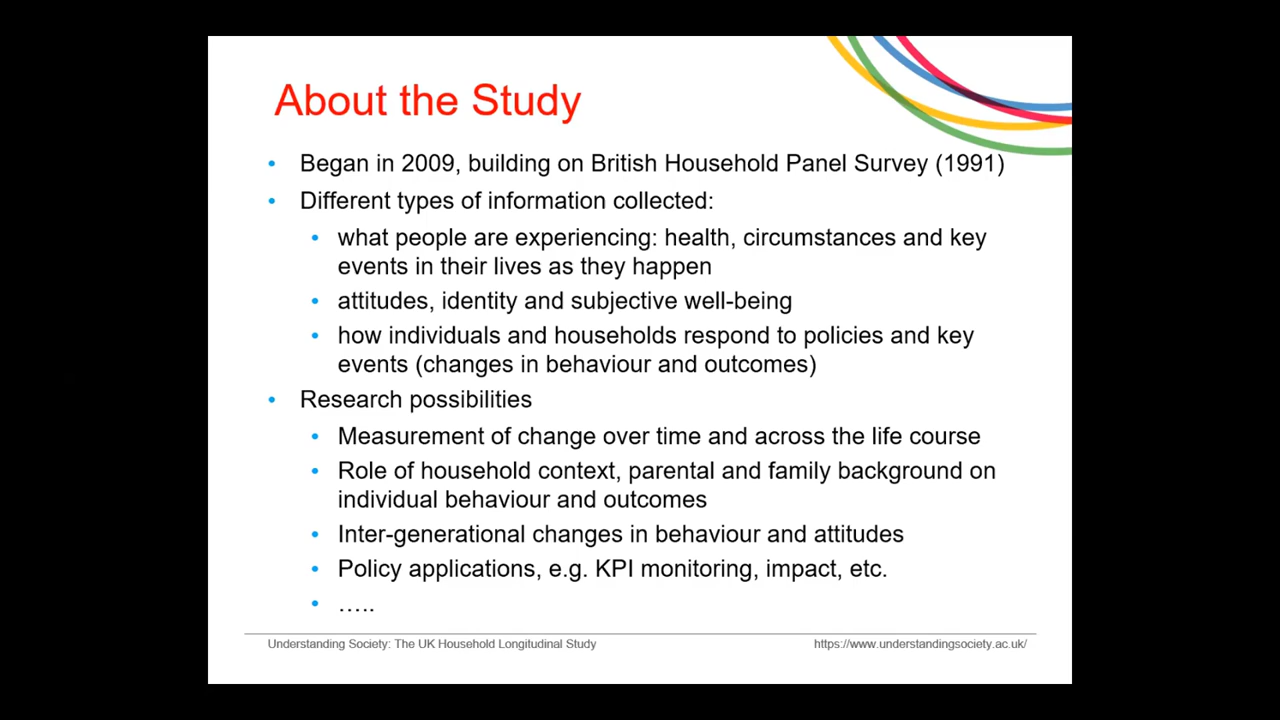 About the Study
• Began in 2009, building on British Household Panel Survey (1991)
• Different types of information collected:
• what people are experiencing: health, circumstances and key
events in their lives as they happen
• attitudes, identity and subjective well-being
• how individuals and households respond to policies and key
events (changes in behaviour and outcomes)
• Research possibilities
• Measurement of change over time and across the life course
• Role of household context, parental and family background on
individual behaviour and outcomes
• Inter-generational changes in behaviour and attitudes
• Policy applications, e.g. KPI monitoring, impact, etc.
• …..
Understanding Society: The UK Household Longitudinal Study
https://www.understandingsociety.ac.uk/